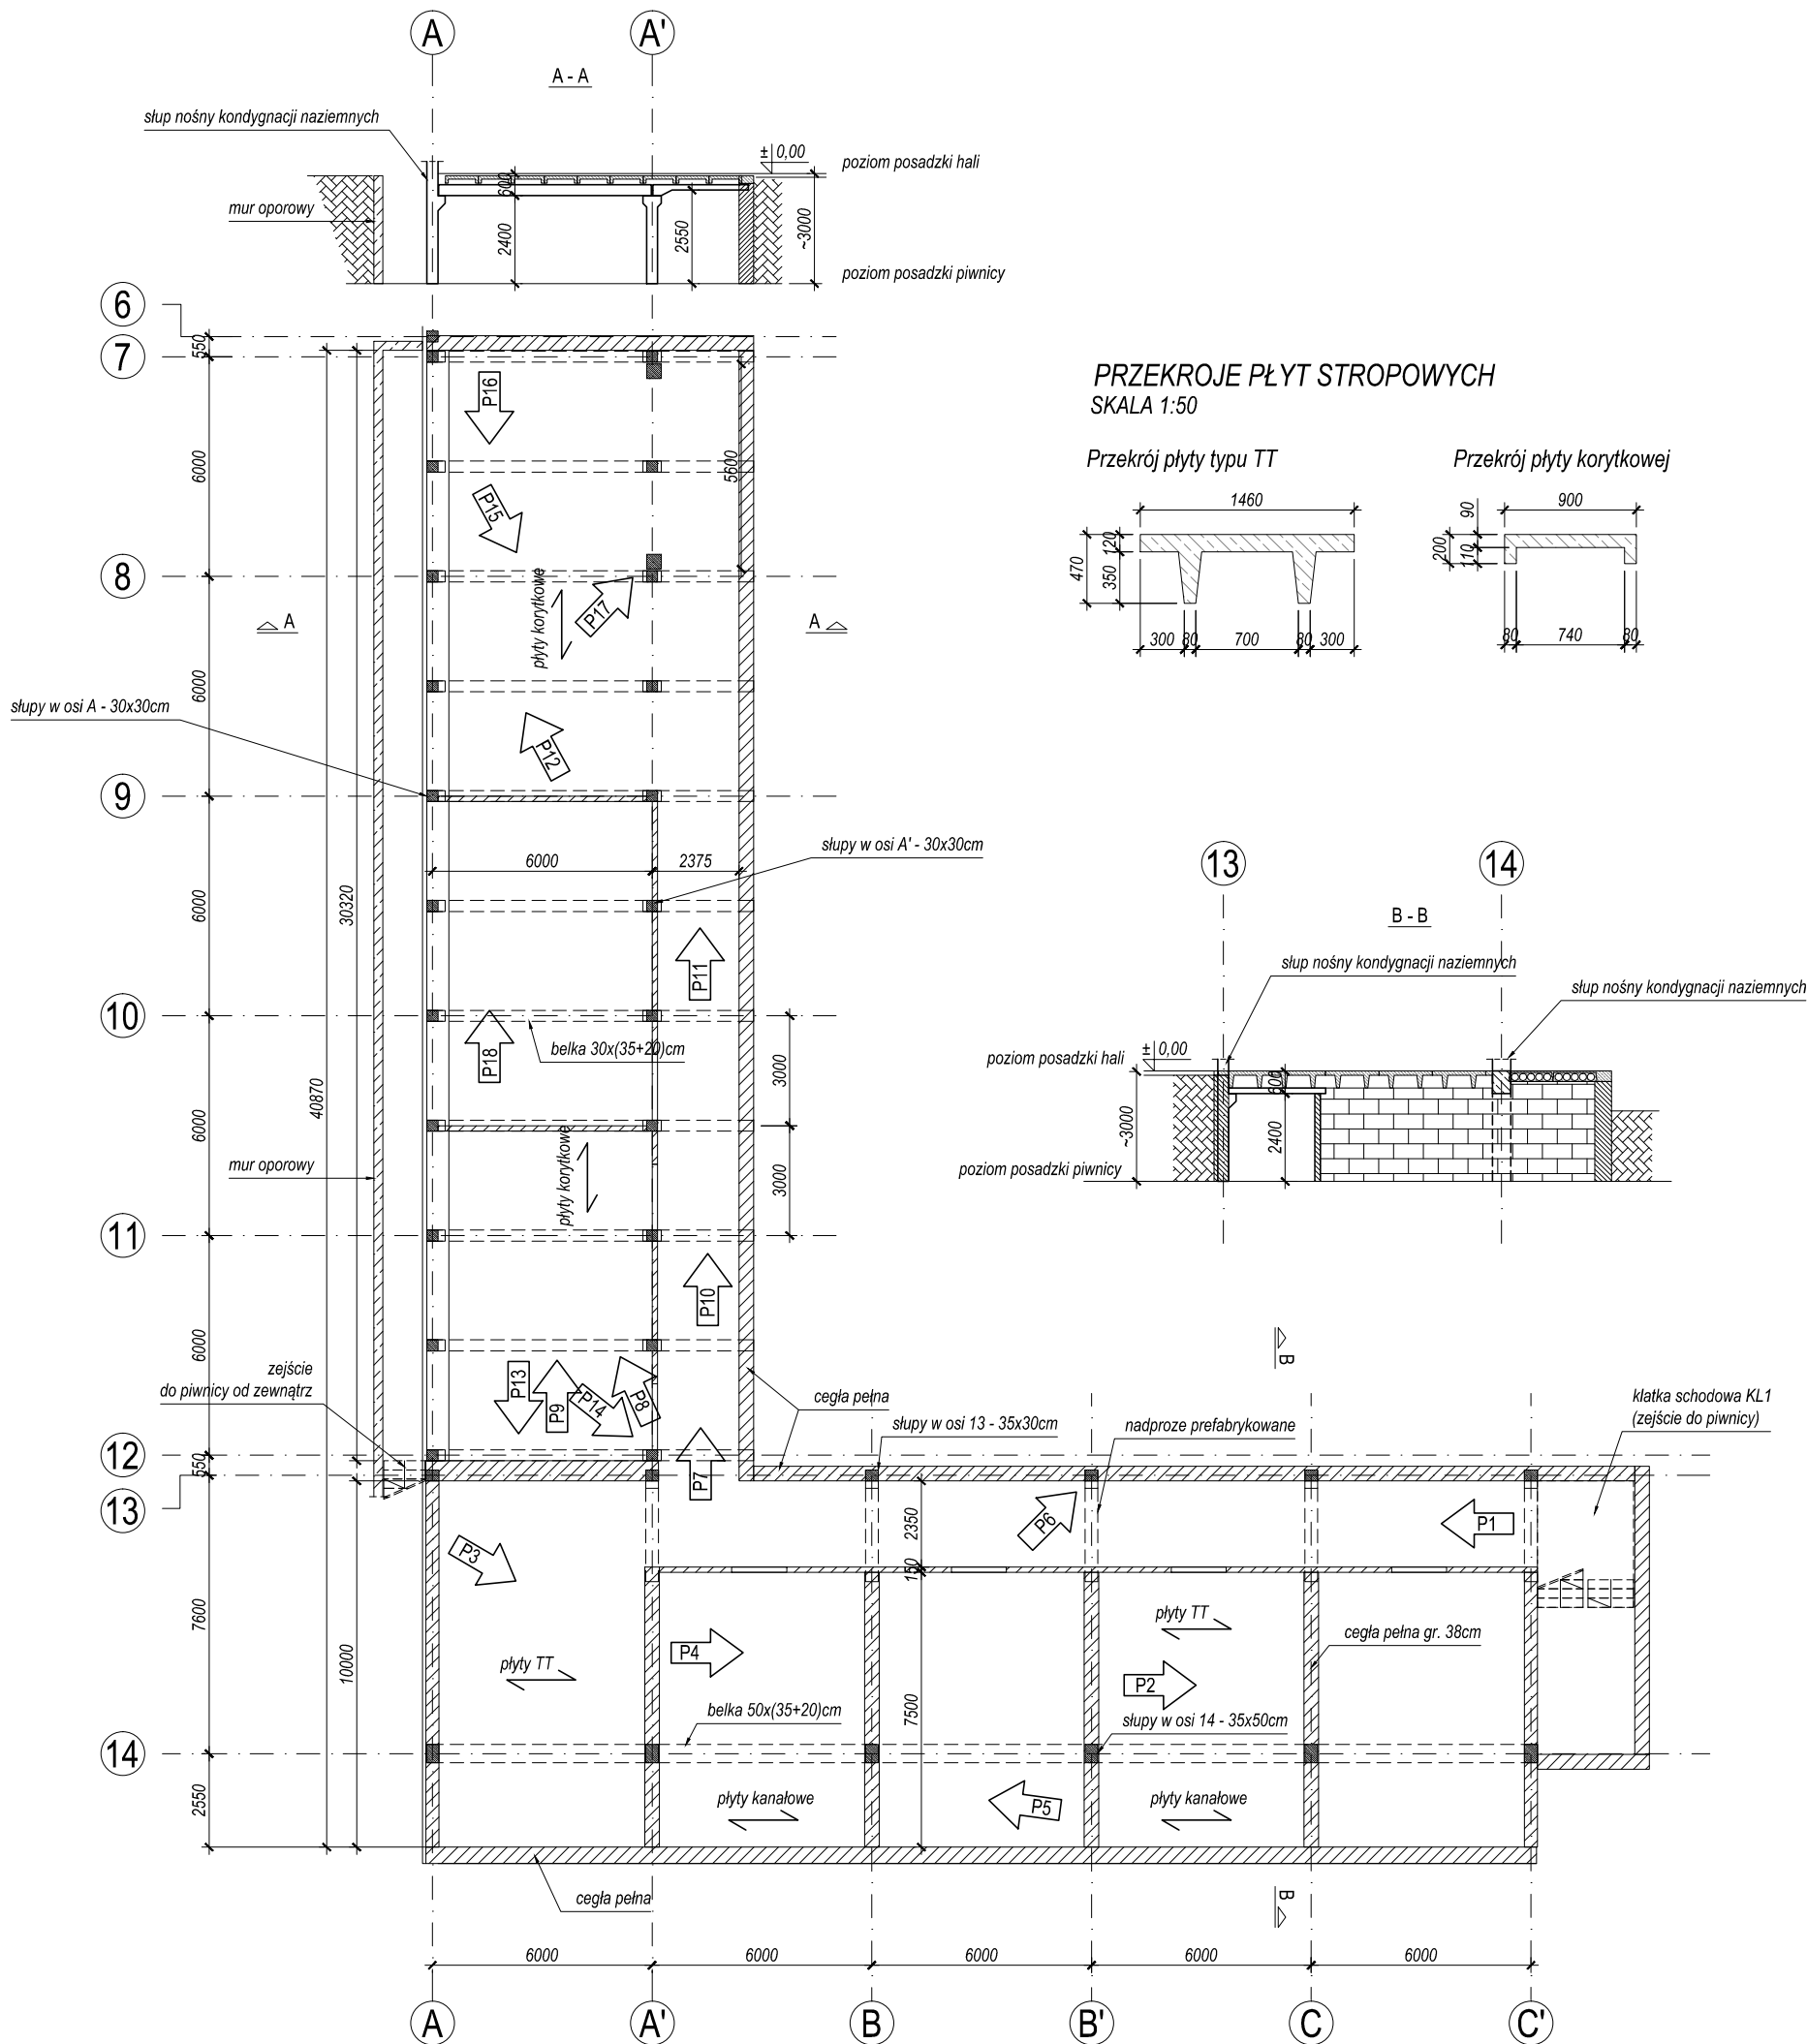 A
A'
A - A
słup nośny kondygnacji naziemnych
± 0,00
poziom posadzki hali
600
mur oporowy
2400
2550
~3000
poziom posadzki piwnicy
6
550
7
P16
PRZEKROJE PŁYT STROPOWYCH
SKALA 1:50
6000
5600
Przekrój płyty typu TT
Przekrój płyty korytkowej
P15
1460
900
90
120
200
110
470
350
8
płyty korytkowe
P17
A
A
300
80
700
80
300
80
740
80
6000
słupy w osi A - 30x30cm
P12
9
słupy w osi A' - 30x30cm
6000
2375
13
14
6000
30320
B - B
P11
słup nośny kondygnacji naziemnych
słup nośny kondygnacji naziemnych
10
P18
belka 30x(35+20)cm
3000
poziom posadzki hali
± 0,00
600
40870
6000
~3000
2400
mur oporowy
płyty korytkowe
3000
poziom posadzki piwnicy
11
P10
6000
B
zejście
do piwnicy od zewnątrz
P13
P9
P14
P8
cegła pełna
słupy w osi 13 - 35x30cm
nadproze prefabrykowane
klatka schodowa KL1
(zejście do piwnicy)
12
550
13
P7
P3
2350
P6
P1
150
7600
płyty TT
P4
cegła pełna gr. 38cm
10000
płyty TT
P2
7500
belka 50x(35+20)cm
słupy w osi 14 - 35x50cm
14
2550
płyty kanałowe
P5
płyty kanałowe
cegła pełna
B
6000
6000
6000
6000
6000
A
A'
B
B'
C
C'